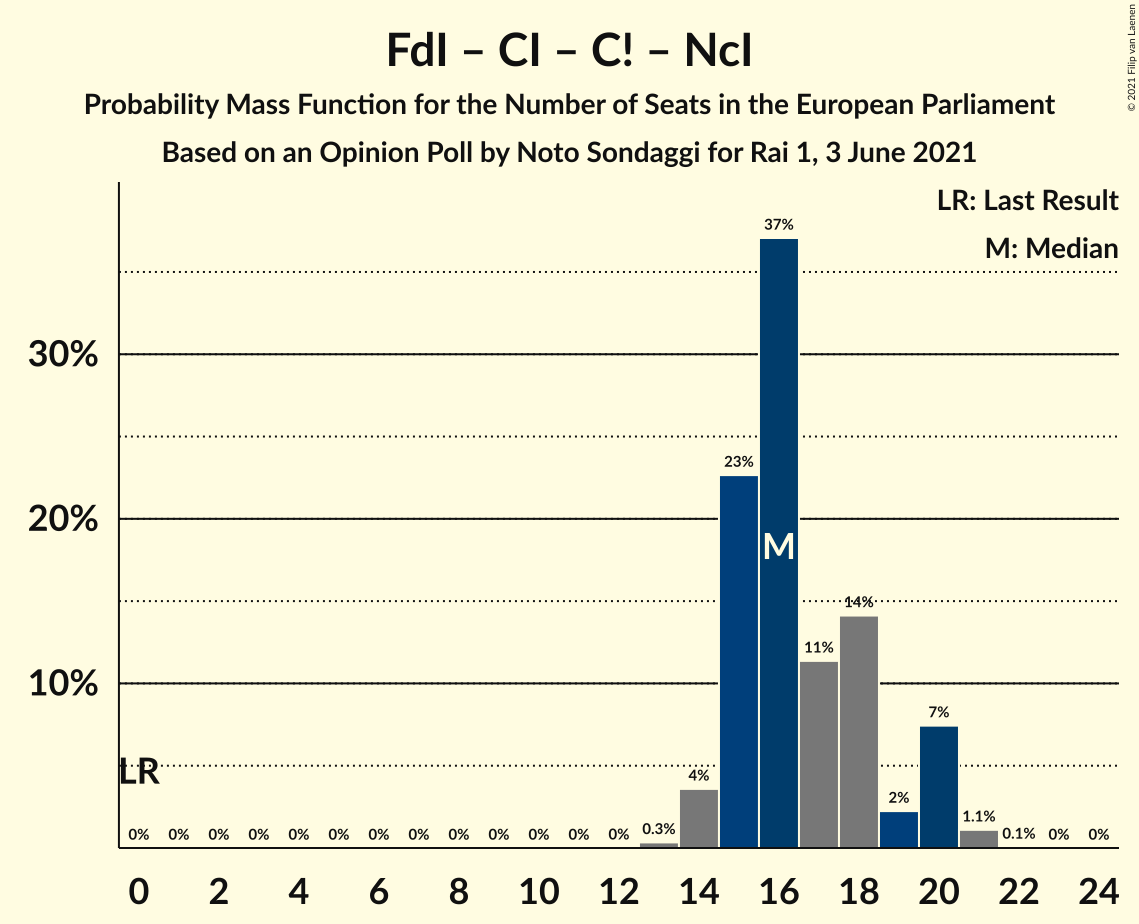 FdI – CI – C! – NcI
Probability Mass Function for the Number of Seats in the European Parliament
Based on an Opinion Poll by Noto Sondaggi for Rai 1, 3 June 2021
© 2021 Filip van Laenen
LR: Last Result
M: Median
30%
20%
10%
LR
M
0% 0% 0% 0% 0% 0% 0% 0% 0% 0% 0% 0% 0% 0.3% 4% 23% 37% 11% 14% 2% 7% 1.1% 0.1% 0% 0%
0 2 4 6 8 10 12 14 16 18 20 22 24